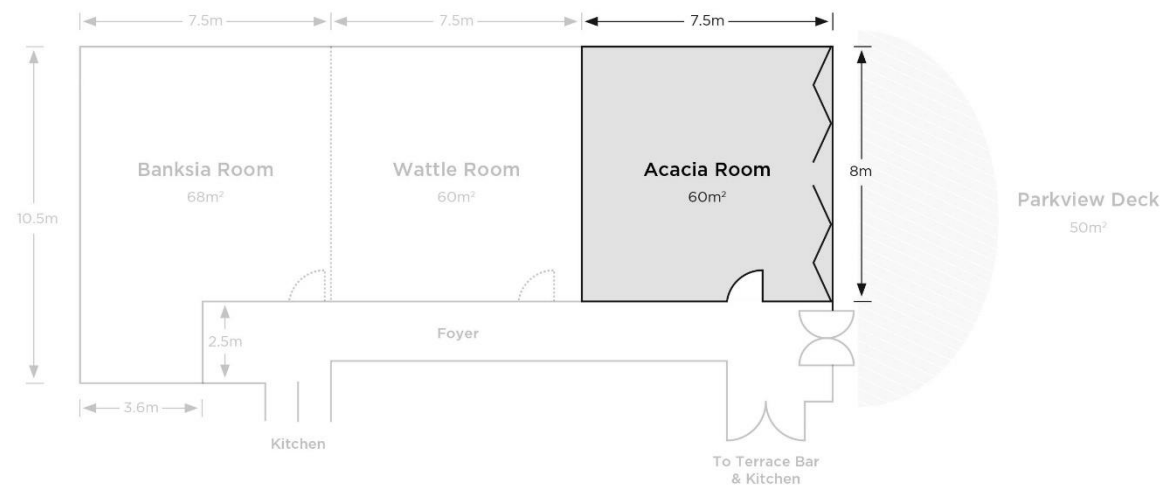 7.5m
7.5m
7.5m
Banksia Room
68m²
Wattle Room
60m²
Acacia Room
60m²
8m
10.5m
Parkview Deck
50m²
Foyer
2.5m
3.6m
Kitchen
To Terrace Bar
& Kitchen